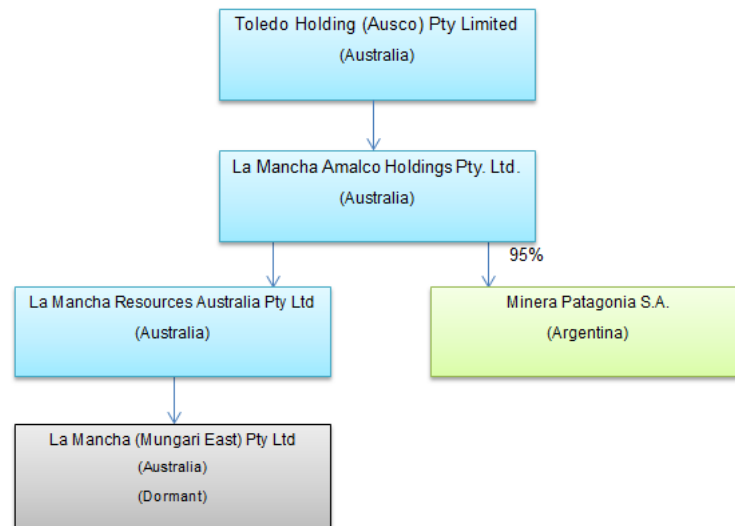 Toledo Holding (Ausco) Pty Limited
(Australia)
La Mancha Amalco Holdings Pty. Ltd.
(Australia)
95%
La Mancha Resources Australia Pty Ltd
(Australia)
Minera Patagonia S.A.
(Argentina)
La Mancha (Mungari East) Pty Ltd
(Australia)
(Dormant)